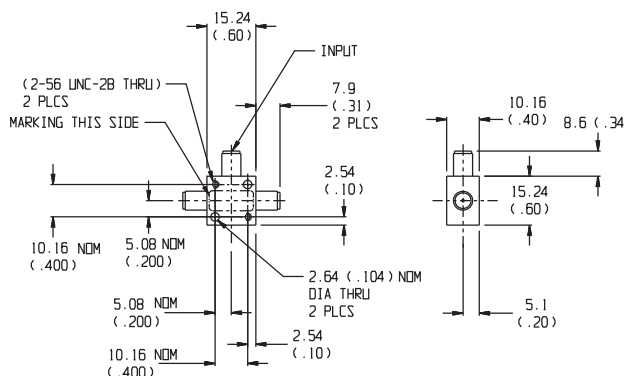 15.24
(.60)
INPUT
(2-56 UNC-2B THRU)
2 PLCS
MARKING THIS SIDE
7.9
(.31)
2 PLCS
10.16
(.40)
8.6 (.34
2.54
(.10)
15.24
(.60)
10.16 NOM
(.400)
5.08 NOM
(.200)
2.64 (.104) NOM
DIA THRU
2 PLCS
5.08 NOM
(.200)
5.1
(.20)
2.54
(.10)
10.16 NOM
(.400)